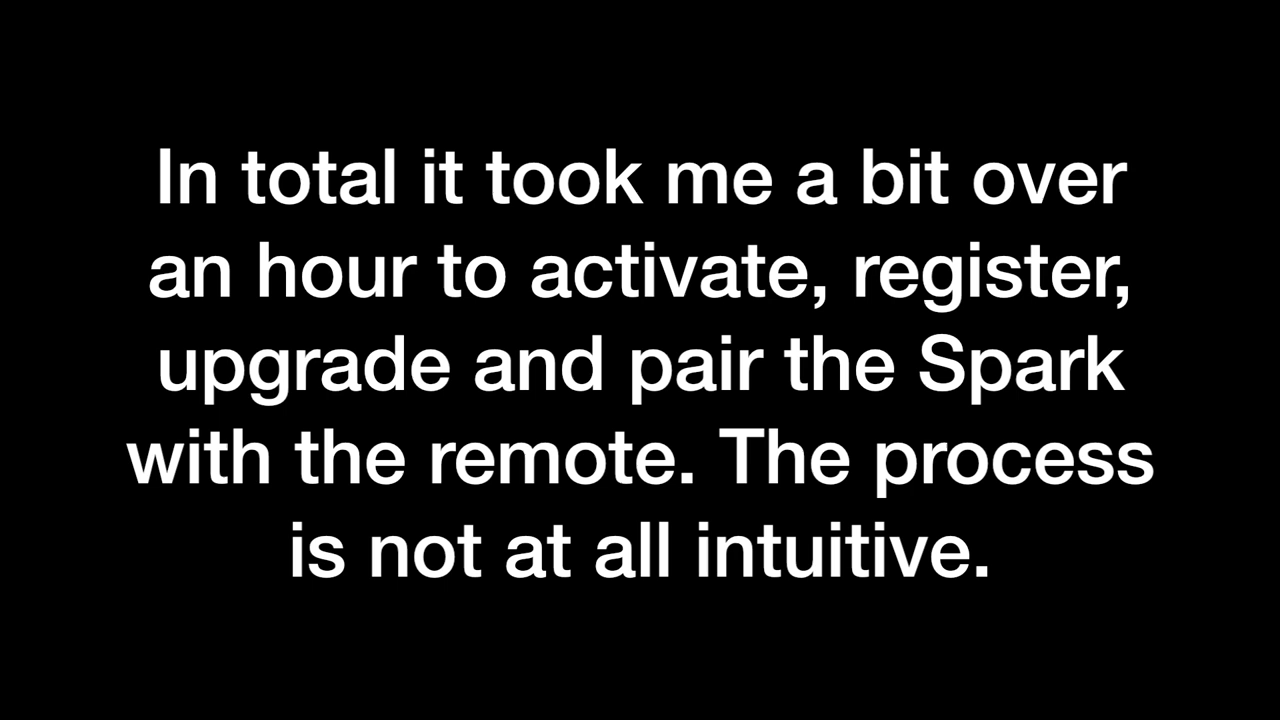 In total it took me a bit over
an hour to activate, register,
upgrade and pair the Spark
with the remote. The process
is not at all intuitive.